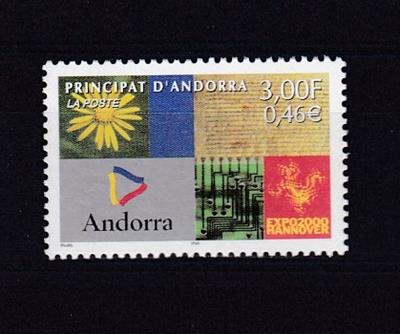 PRINCIPAT D'ANDORRA
LA POSTE
3,00F
0,46€
Andorra
EXPO2000
HANNOVER